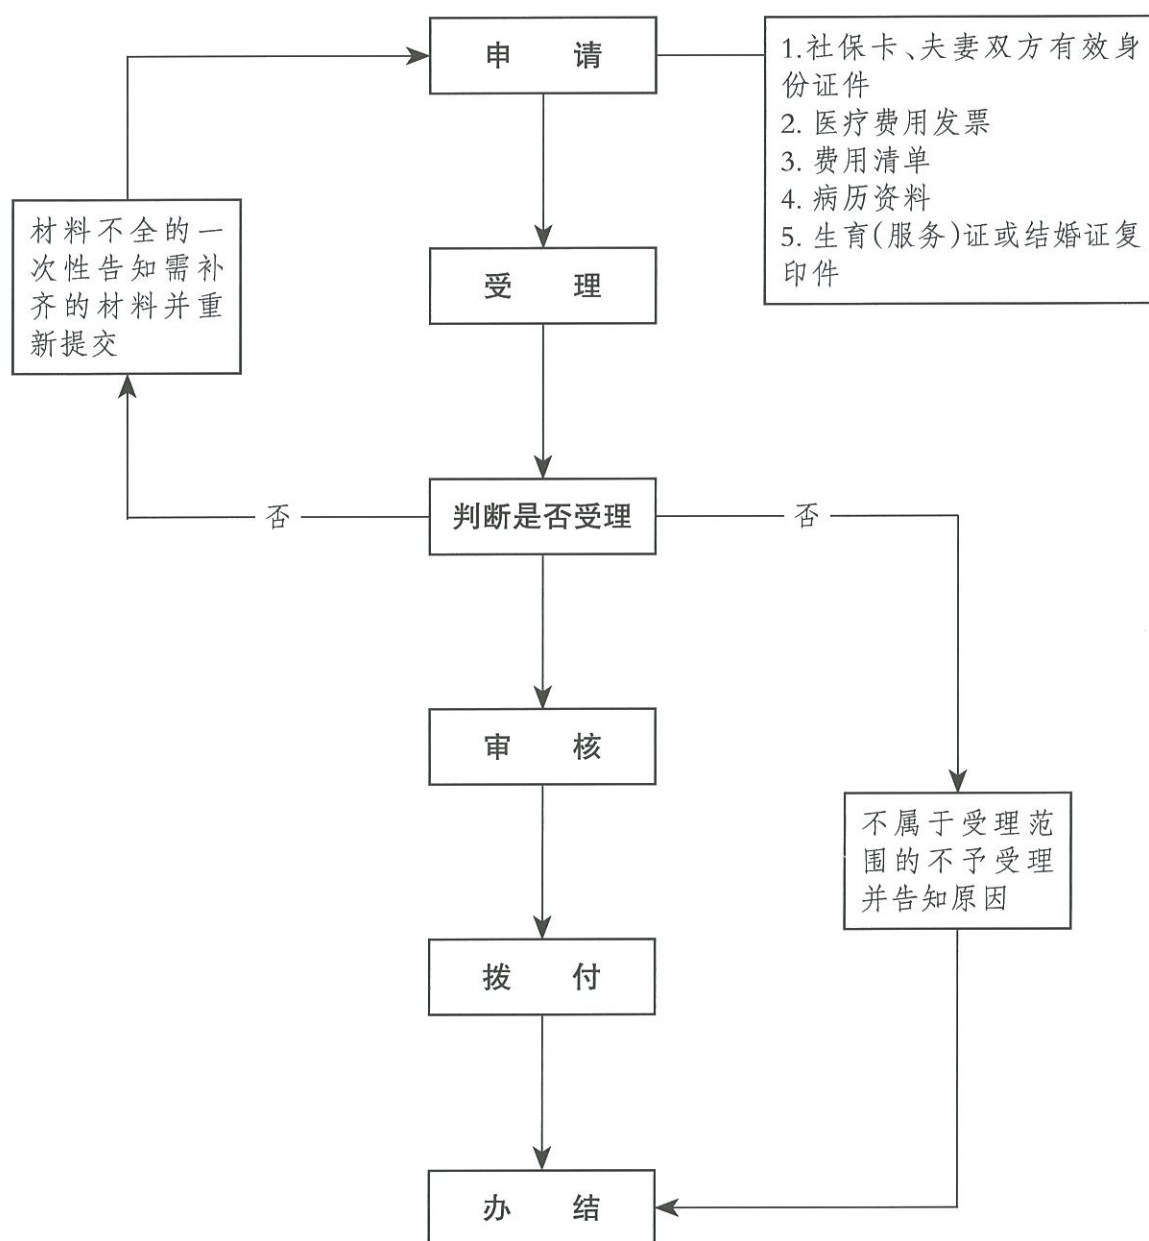 申 请
1.社保卡、夫妻双方有效身
份证件
2. 医疗费用发票
3. 费用清单
4. 病历资料
5. 生育(服务)证或结婚证复
印件
材料不全的一
次性告知需补
齐的材料并重
新提交
受 理
否
判断是否受理
否
审 核
不属于受理范
围的不予受理
并告知原因
拨 付
办 结